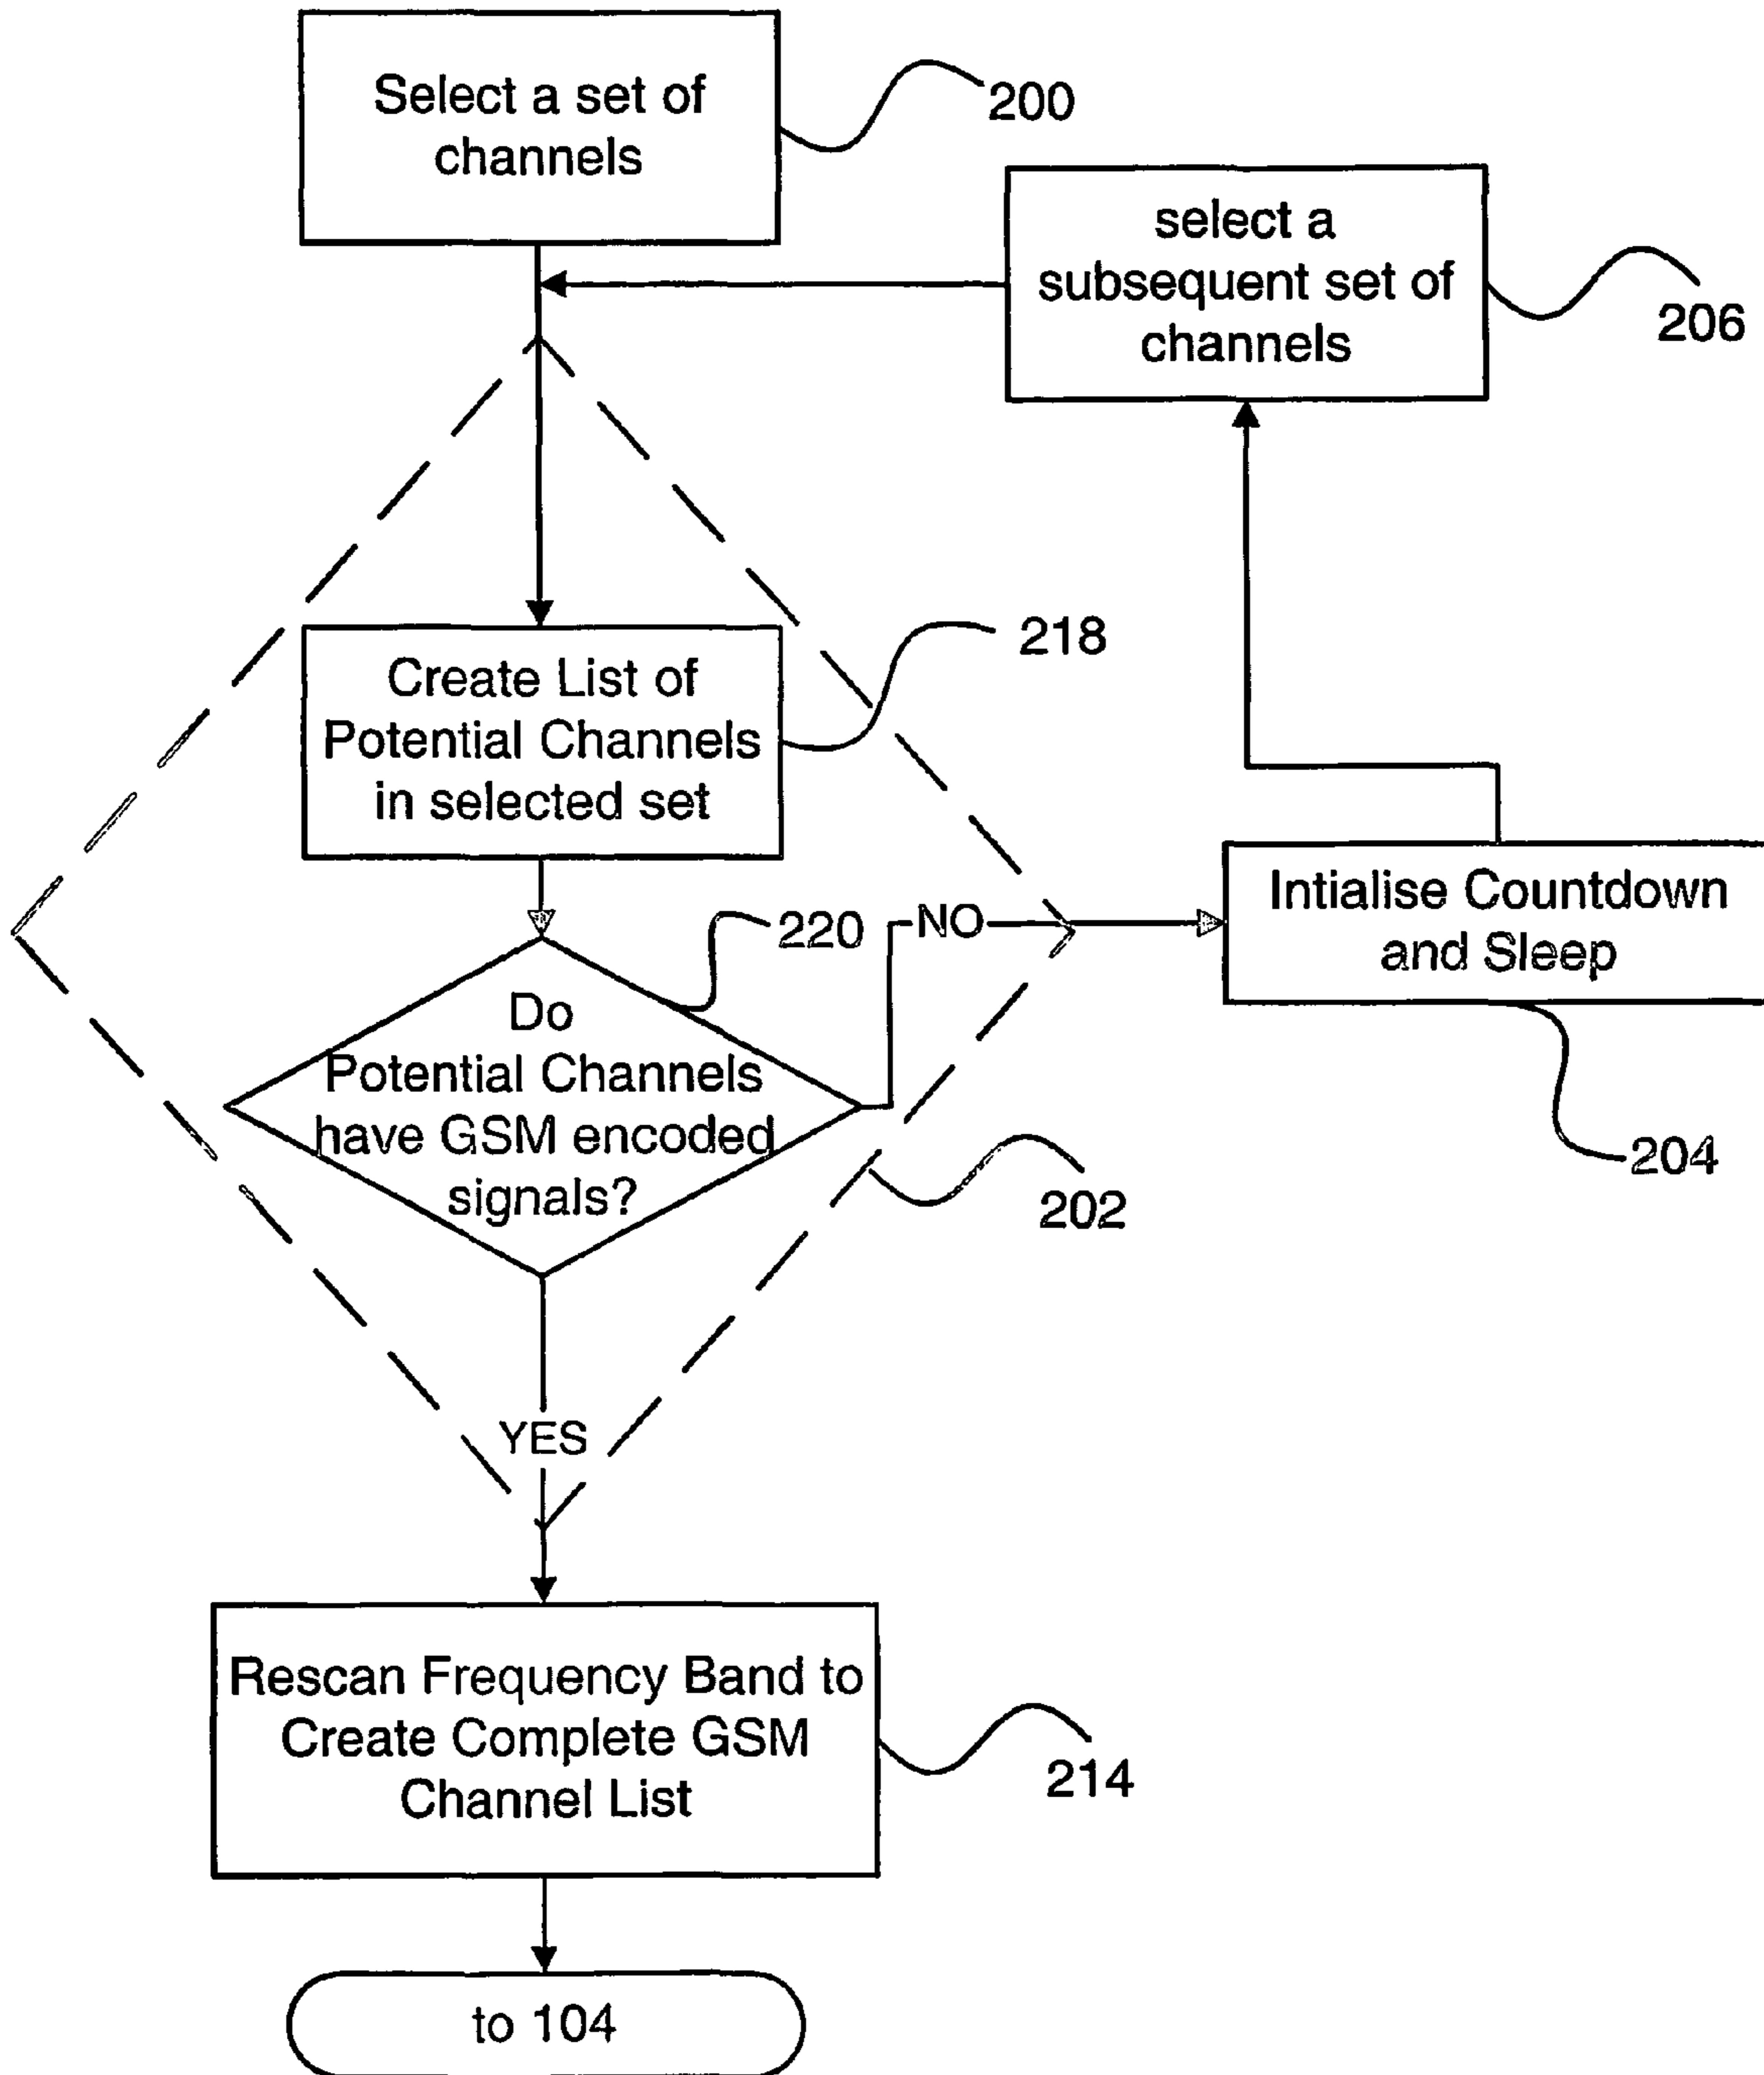 Select a set of
channels
200
select a
subsequent set of
channels
206
Create List of
Potential Channels
in selected set
218
220
NO
Intialise Countdown
and Sleep
204
Do
Potential Channels
have GSM encoded
signals?
202
YES
Rescan Frequency Band to
Create Complete GSM
Channel List
214
to 104